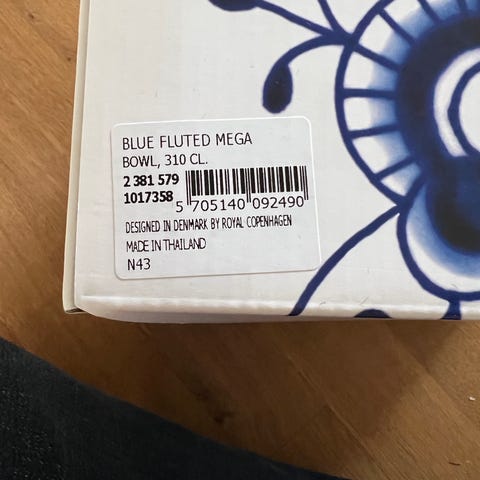 BLUE FLUTED MEGA
BOWL, 310 CL.
2 381 579
1017358
5 705140 092490
DESIGNED IN DENMARK BY ROYAL COPENHAGEN
MADE IN THAILAND
N43